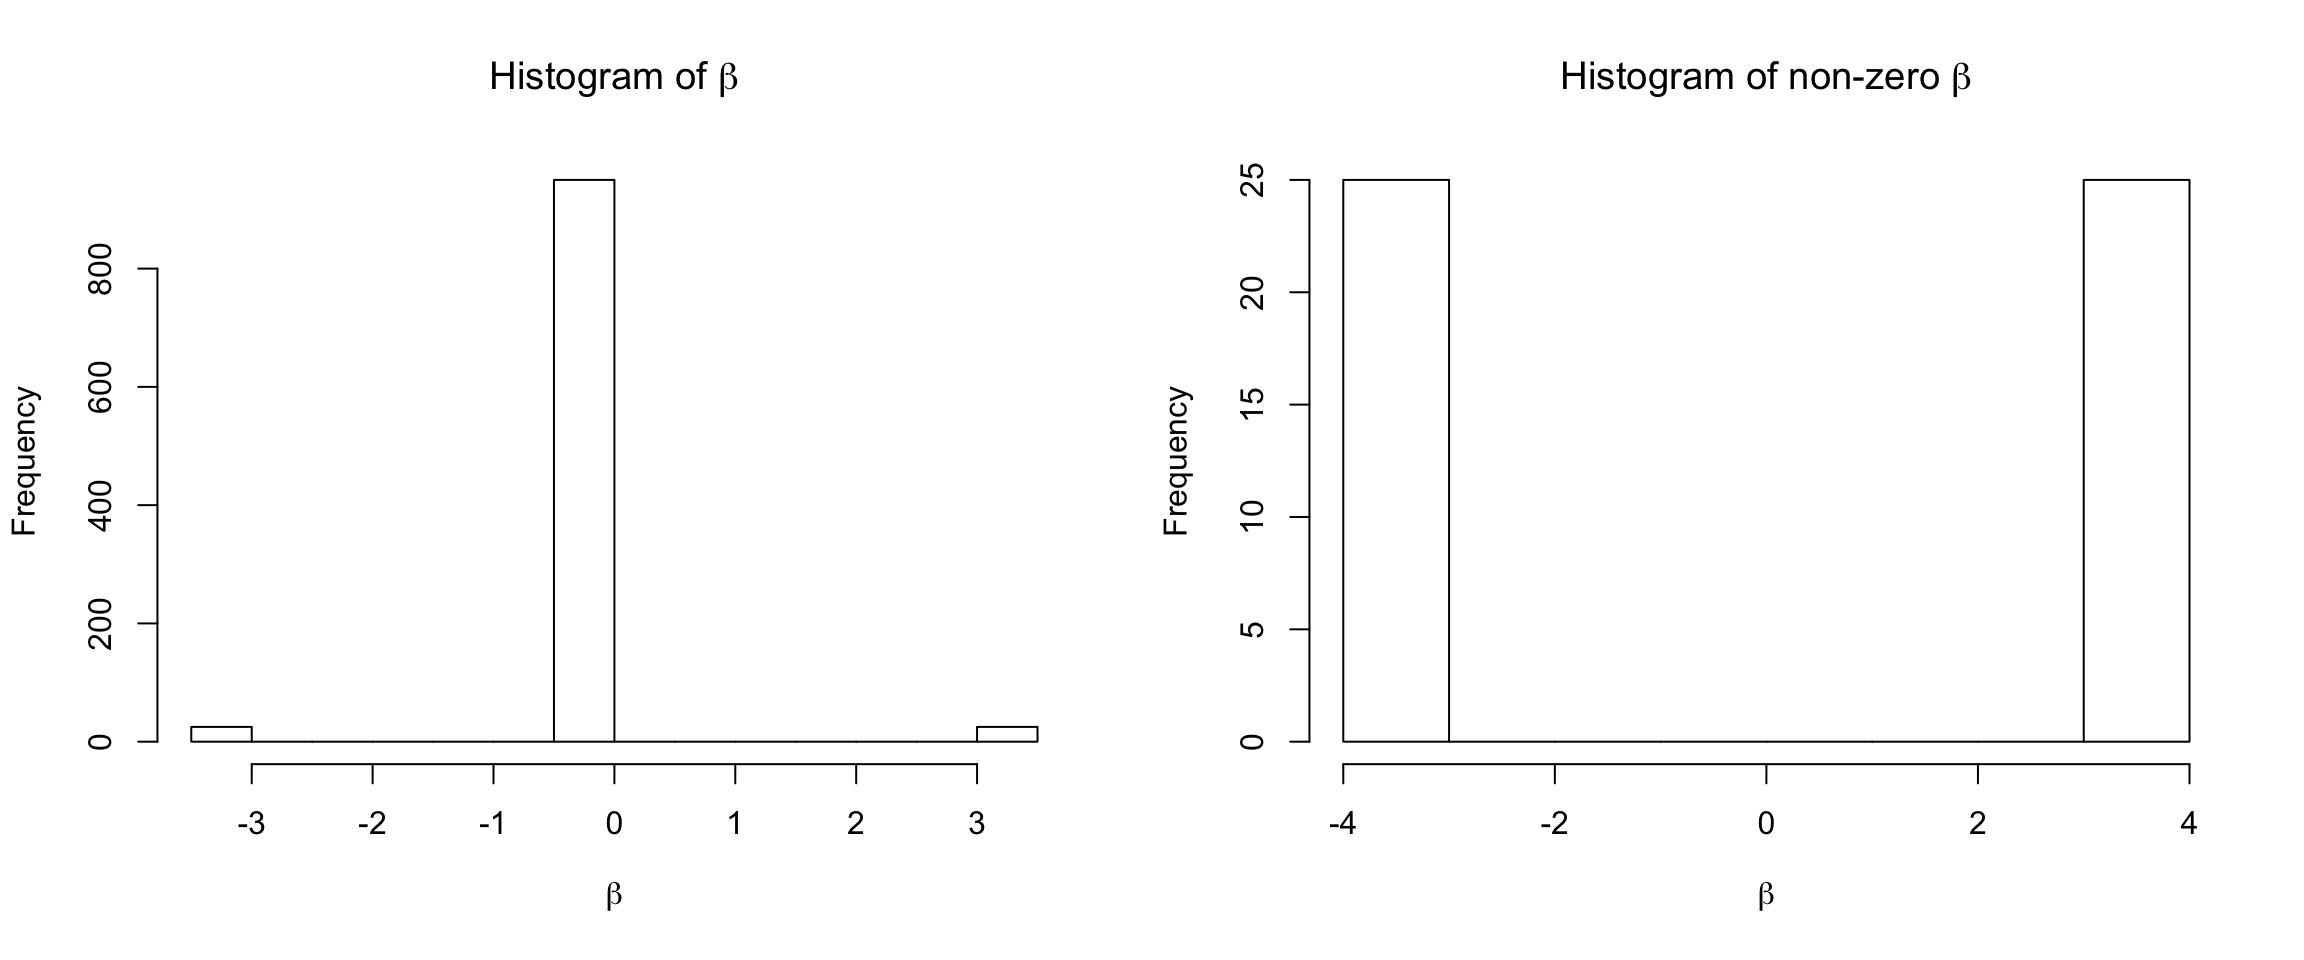 Histogram of β
Frequency
800
600
400
200
0
-3 -2 -1 0 1 2 3
β
Histogram of non-zero β
Frequency
25
20
15
10
5
0
-4 -2 0 2 4
β